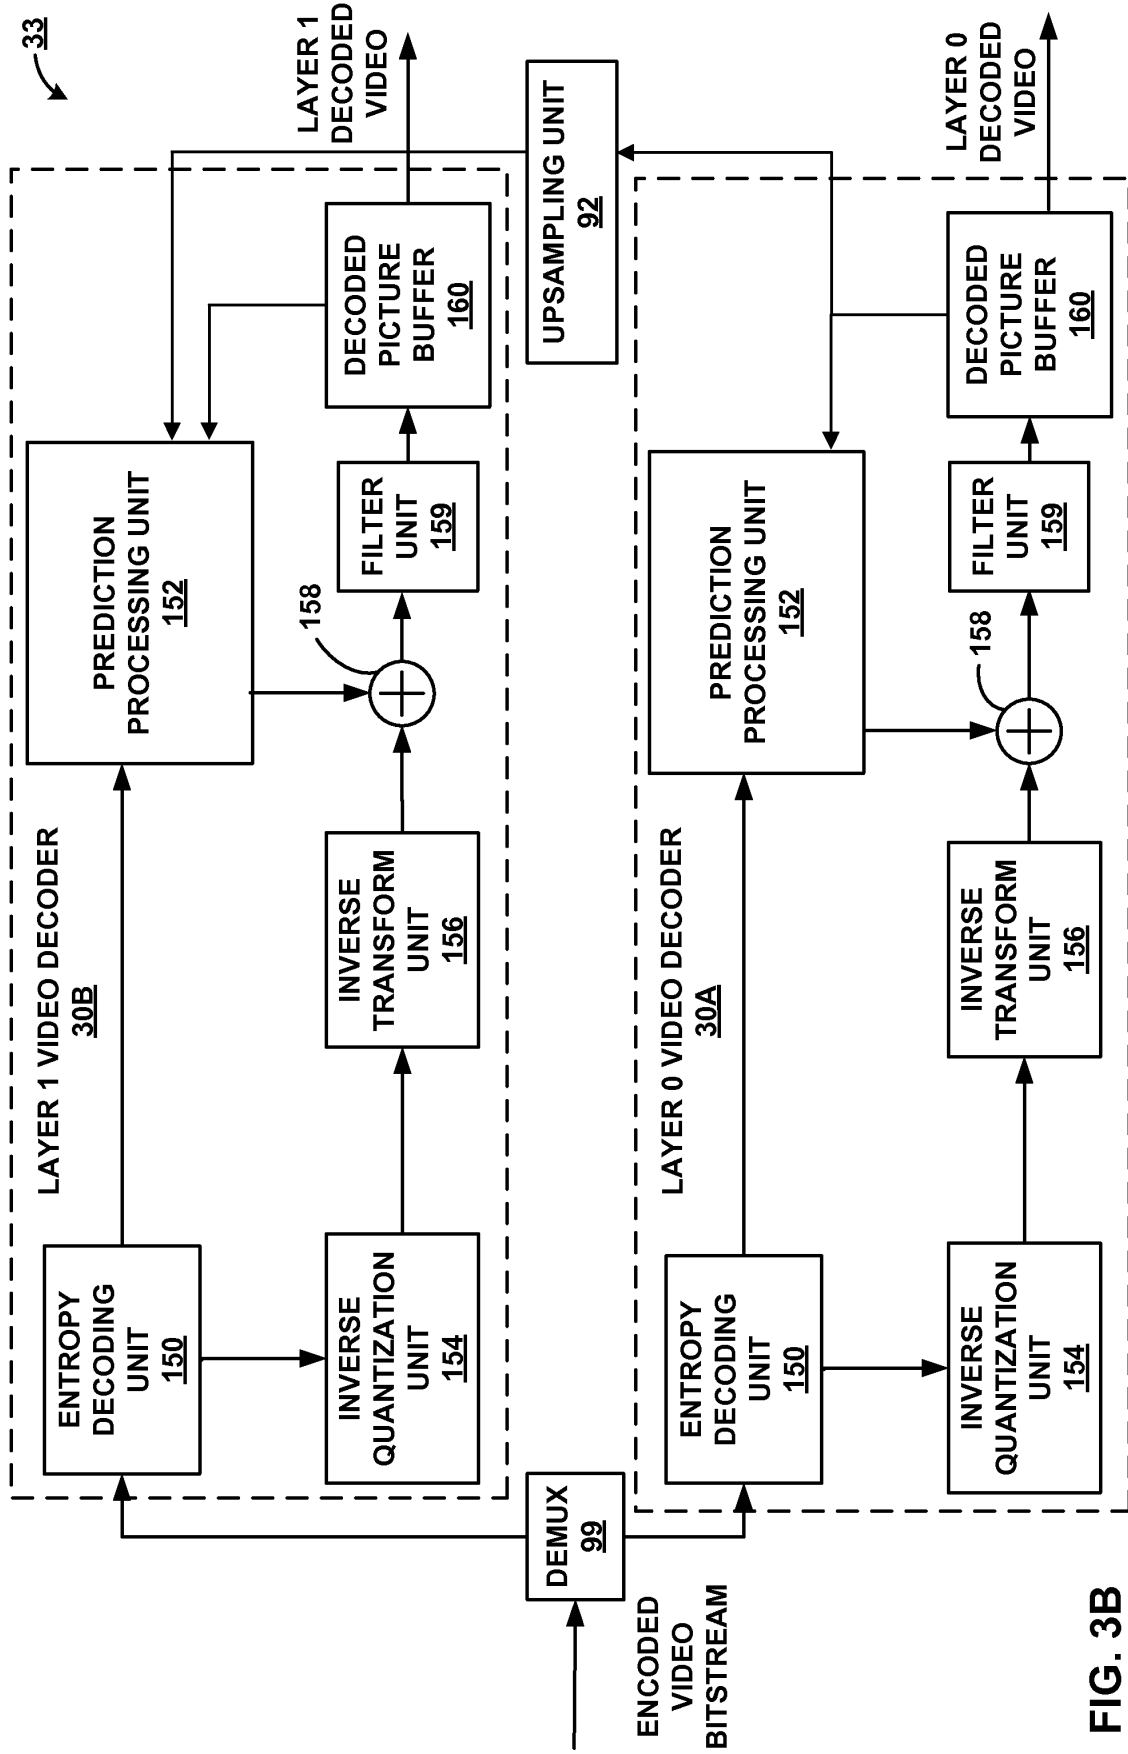 33
LAYER 1 VIDEO DECODER
30B
ENTROPY
DECODING
UNIT
150
PREDICTION
PROCESSING UNIT
152
INVERSE
QUANTIZATION
UNIT
154
INVERSE
TRANSFORM
UNIT
156
158
FILTER
UNIT
159
DECODED
PICTURE
BUFFER
160
LAYER 1
DECODED
VIDEO
ENCODED
VIDEO
BITSTREAM
DEMUX
99
UPSAMPLING UNIT
92
LAYER 0 VIDEO DECODER
30A
ENTROPY
DECODING
UNIT
150
PREDICTION
PROCESSING UNIT
152
INVERSE
QUANTIZATION
UNIT
154
INVERSE
TRANSFORM
UNIT
156
158
FILTER
UNIT
159
DECODED
PICTURE
BUFFER
160
LAYER 0
DECODED
VIDEO
FIG. 3B